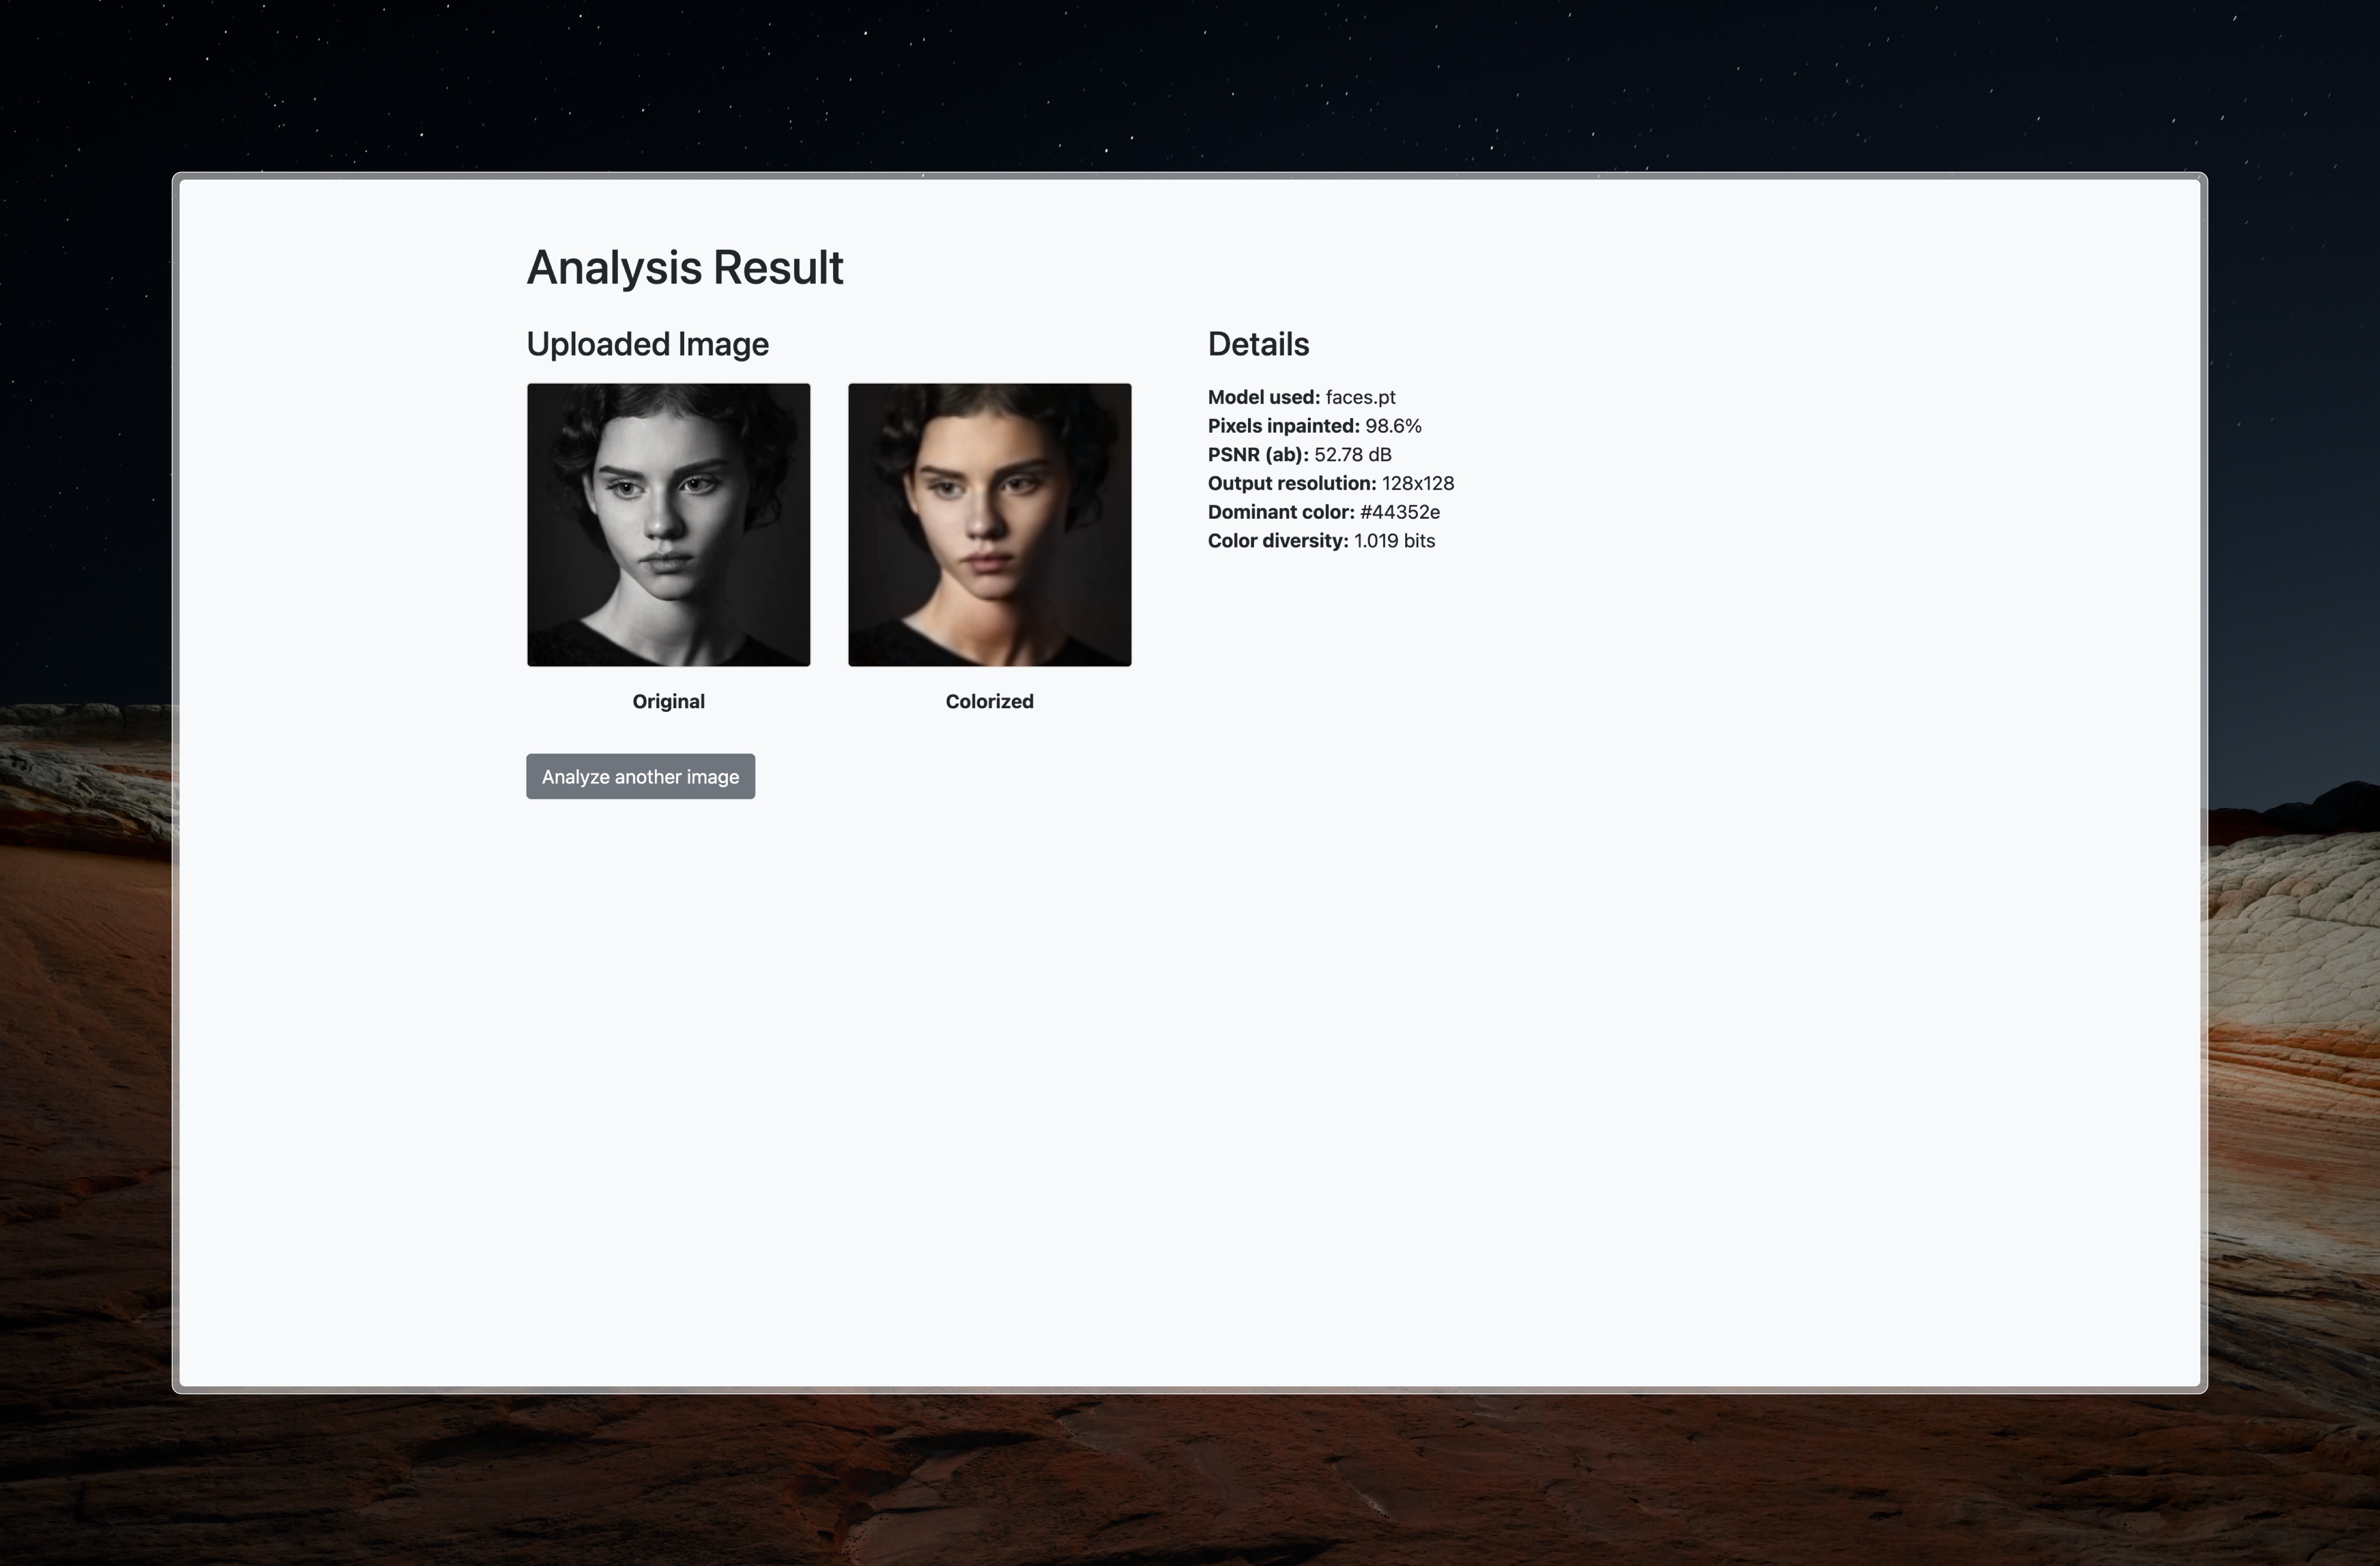 Analysis Result
Uploaded Image
Original
Colorized
Analyze another image
Details
Model used: faces.pt
Pixels inpainted: 98.6%
PSNR (ab): 52.78 dB
Output resolution: 128x128
Dominant color: #44352e
Color diversity: 1.019 bits